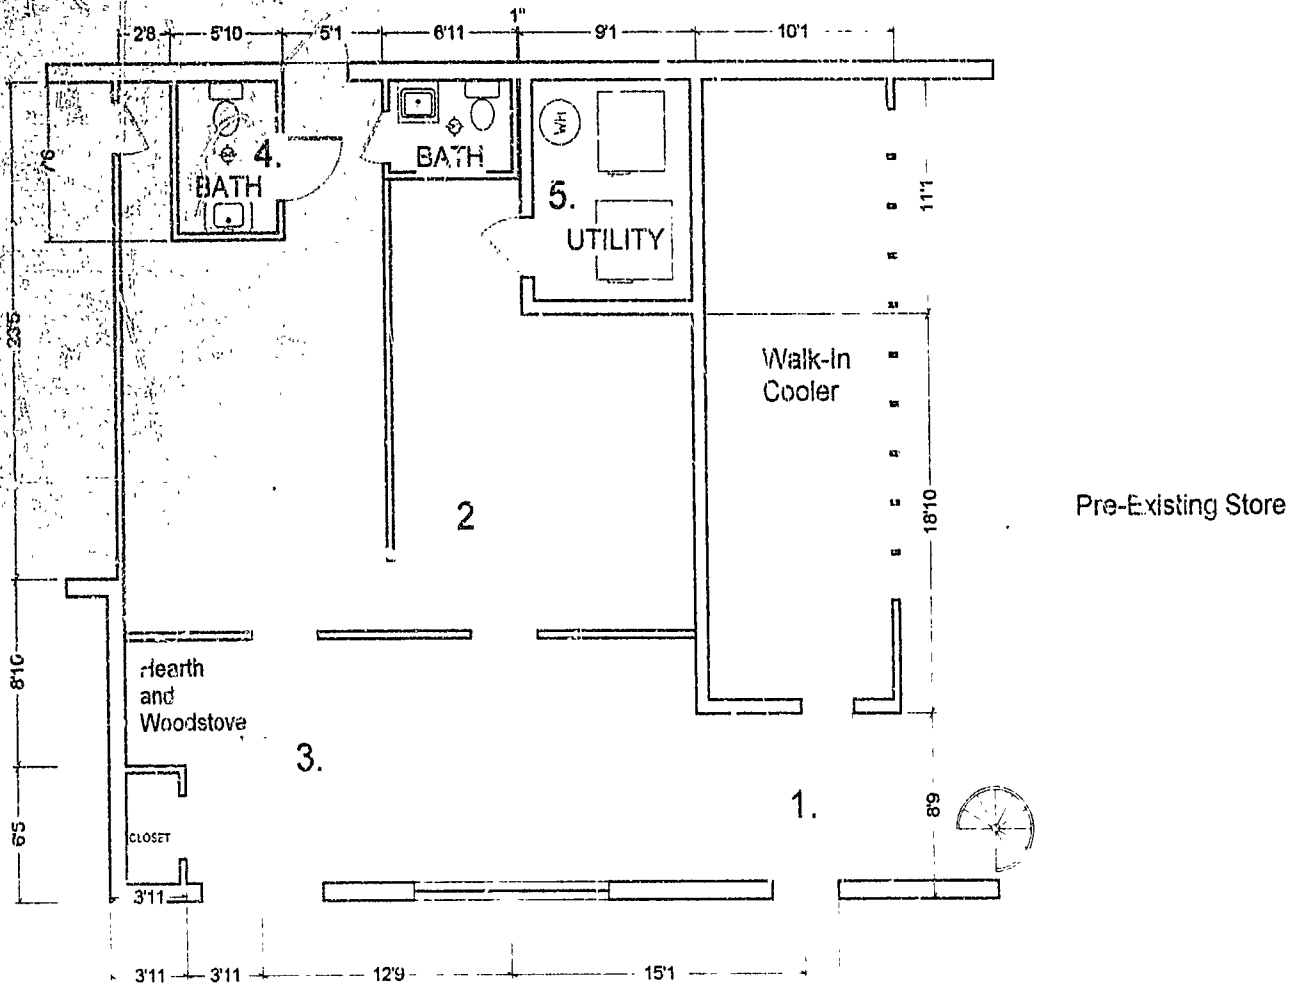 1"
2'8 5'10 5'1 6'11 9'1 10'1
WH
7'6
4.
BATH
BATH
5.
11'1
UTILITY
23'5
Walk-In
Cooler
2
18'10
Pre-Existing Store
Hearth
and
Woodstove
8'10
3.
1.
8'9
6'5
CLOSET
3'11
3'11 3'11 12'9 15'1